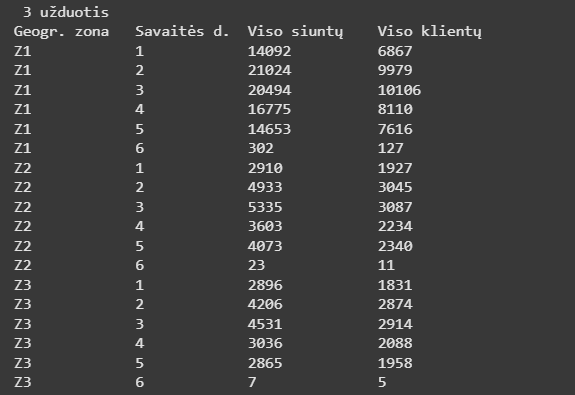 3 užduotis
Geogr. zona Savaitės d. Viso siuntų Viso klientų
Z1 1 14092 6867
Z1 2 21024 9979
Z1 3 20494 10106
Z1 4 16775 8110
Z1 5 14653 7616
Z1 6 302 127
Z2 1 2910 1927
Z2 2 4933 3045
Z2 3 5335 3087
Z2 4 3603 2234
Z2 5 4073 2340
Z2 6 23 11
Z3 1 2896 1831
Z3 2 4206 2874
Z3 3 4531 2914
Z3 4 3036 2088
Z3 5 2865 1958
Z3 6 7 5